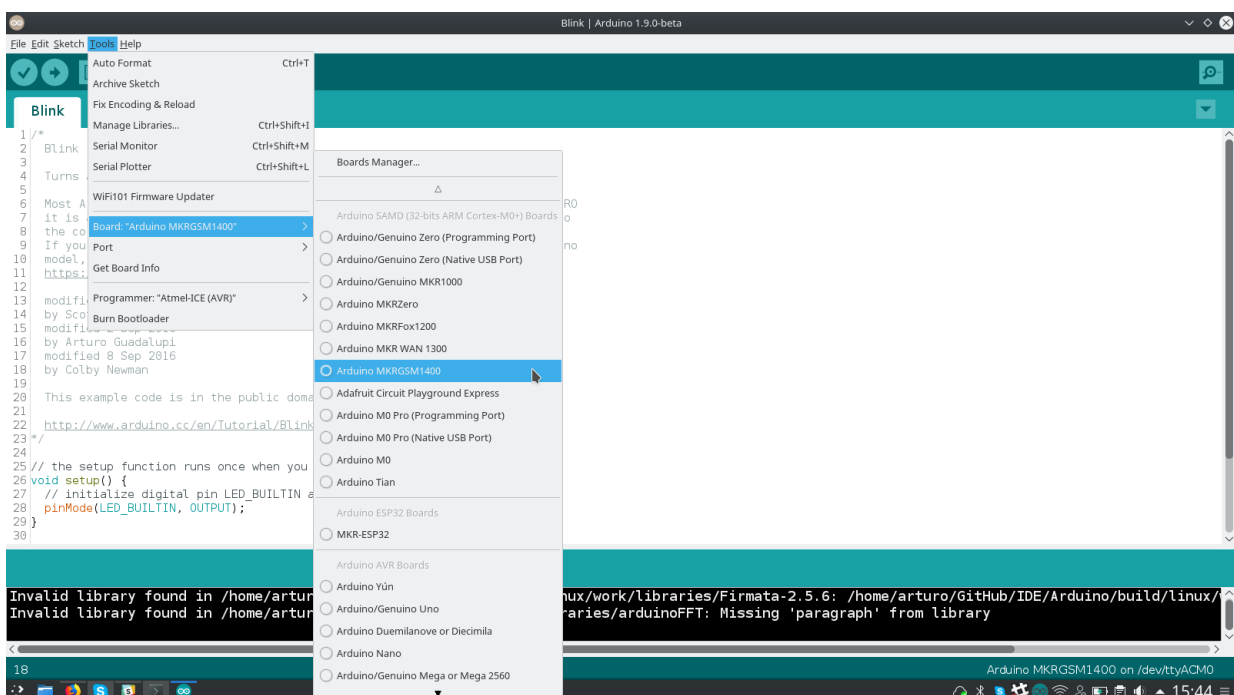 Blink | Arduino 1.9.0-beta
File Edit Sketch Tools Help
Auto Format Ctrl+T
Archive Sketch
Fix Encoding & Reload
Manage Libraries... Ctrl+Shift+I
Serial Monitor Ctrl+Shift+M
Serial Plotter Ctrl+Shift+L
WiFi101 Firmware Updater
Board: "Arduino MKRGSM1400"
Port
Get Board Info
Programmer: "Atmel-ICE (AVR)"
Burn Bootloader
Boards Manager...
Arduino SAMD (32-bits ARM Cortex-M0+) Boards
Arduino/Genuino Zero (Programming Port)
Arduino/Genuino Zero (Native USB Port)
Arduino/Genuino MKR1000
Arduino MKRZero
Arduino MKRFox1200
Arduino MKR WAN 1300
Arduino MKRGSM1400
Adafruit Circuit Playground Express
Arduino M0 Pro (Programming Port)
Arduino M0 Pro (Native USB Port)
Arduino M0
Arduino Tian
Arduino ESP32 Boards
MKR-ESP32
Arduino AVR Boards
Arduino Yún
Arduino/Genuino Uno
Arduino Duemilanove or Diecimila
Arduino Nano
Arduino/Genuino Mega or Mega 2560
Blink
1 /*
2 Blink
3
4 Turns
5
6 Most A RO
7 it is o
8 the co
9 If you no
10 model,
11 https:
12
13 modifi
14 by Sco
15 modified 2 Sep 2016
16 by Arturo Guadalupi
17 modified 8 Sep 2016
18 by Colby Newman
19
20 This example code is in the public doma
21
22 http://www.arduino.cc/en/Tutorial/Blink
23 */
24
25 // the setup function runs once when you
26 void setup() {
27 // initialize digital pin LED_BUILTIN a
28 pinMode(LED_BUILTIN, OUTPUT);
29 }
30
Invalid library found in /home/artur nux/work/libraries/Firmata-2.5.6: /home/arturo/GitHub/IDE/Arduino/build/linux/
Invalid library found in /home/artur raries/arduinoFFT: Missing 'paragraph' from library
18 Arduino MKRGSM1400 on /dev/ttyACM0
15:44